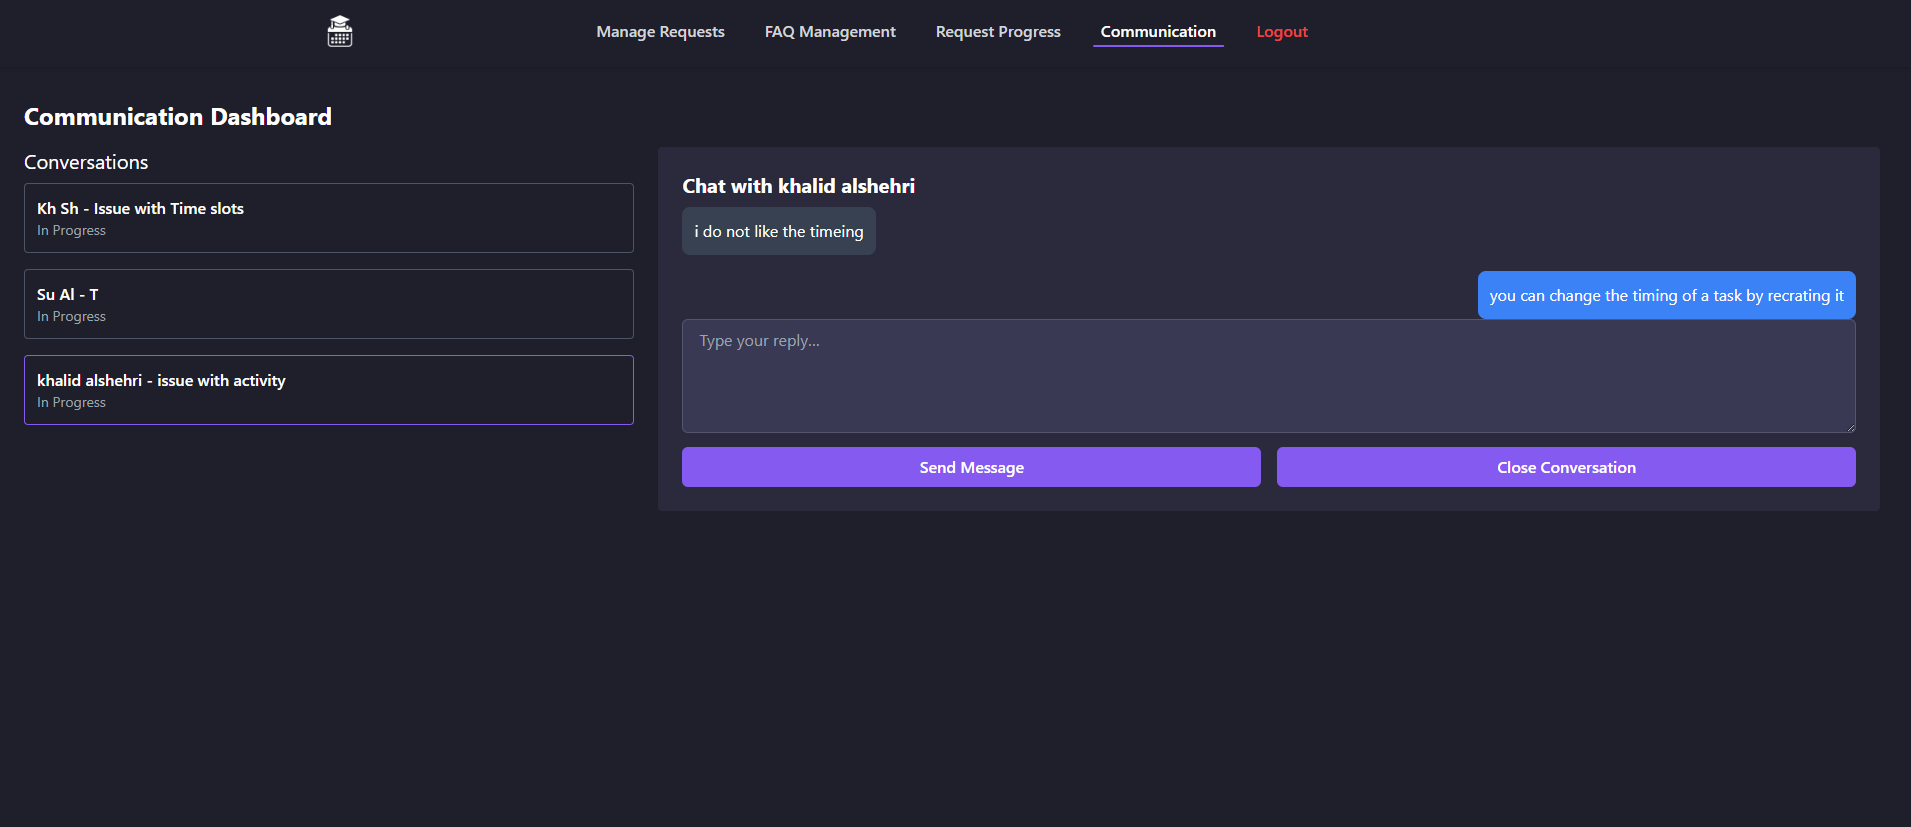 Manage Requests
FAQ Management
Request Progress
Communication
Logout
Communication Dashboard
Conversations
Kh Sh - Issue with Time slots
In Progress
Su Al - T
In Progress
khalid alshehri - issue with activity
In Progress
Chat with khalid alshehri
i do not like the timeing
you can change the timing of a task by recrating it
Type your reply...
Send Message
Close Conversation